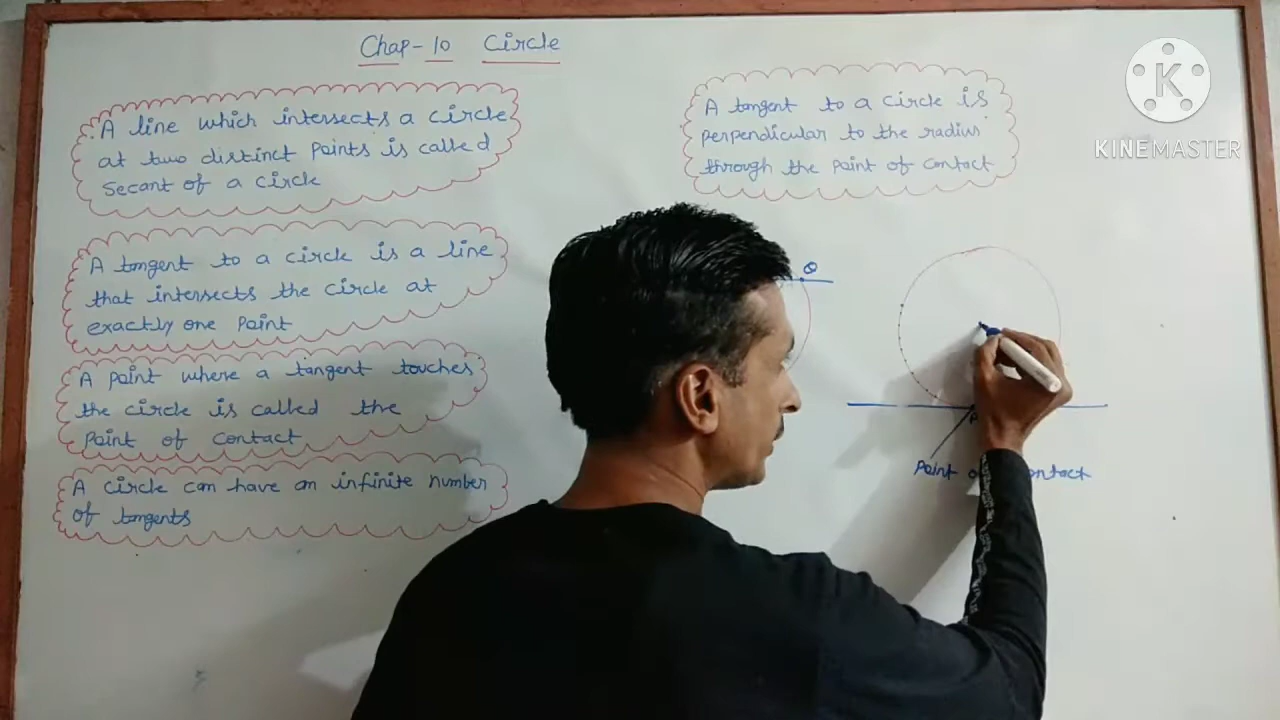 Chap-10 Circle
A line which intersects a circle
at two distinct points is called
Secant of a circle
A tangent to a circle is a line
that intersects the circle at
exactly one point
A point where a tangent touches
the circle is called the
Point of contact
A circle can have an infinite number
of tangents
A tangent to a circle is
perpendicular to the radius
through the point of contact
K
KINEMASTER
Q
P
Point